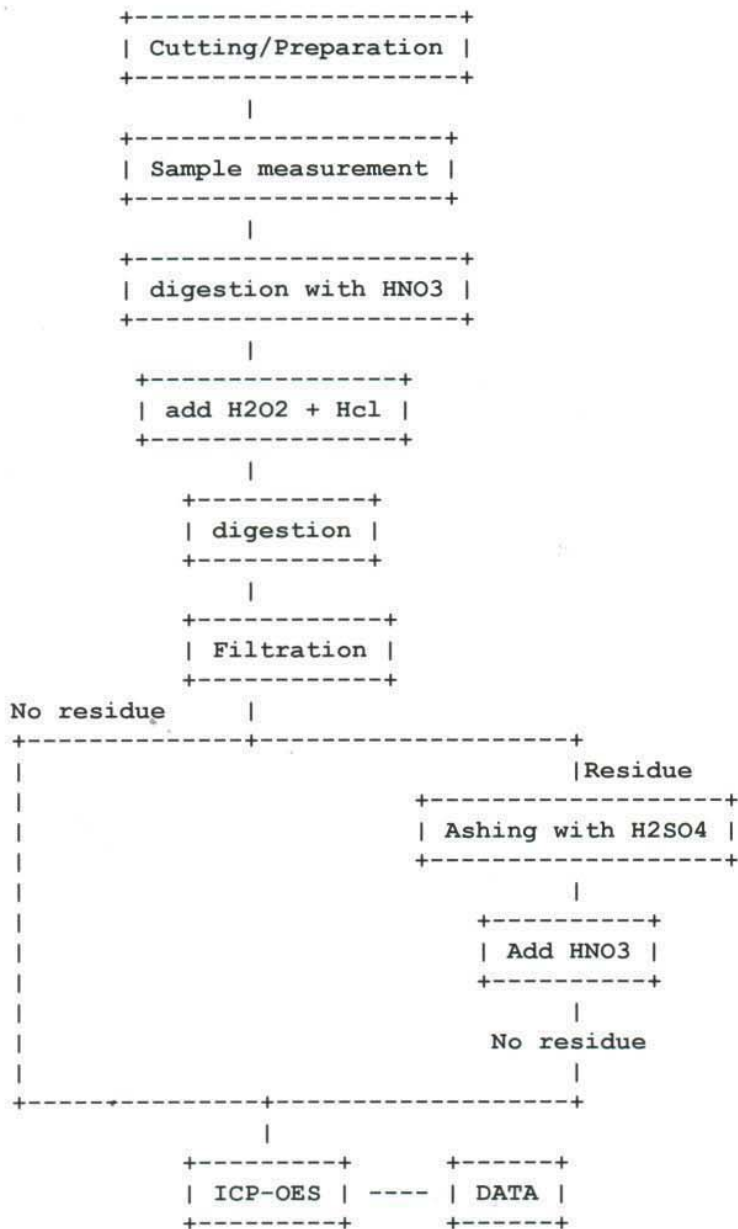 Cutting/Preparation
Sample measurement
digestion with HNO3
add H2O2 + Hcl
digestion
Filtration
No residue
Residue
Ashing with H2SO4
Add HNO3
No residue
ICP-OES ---- DATA